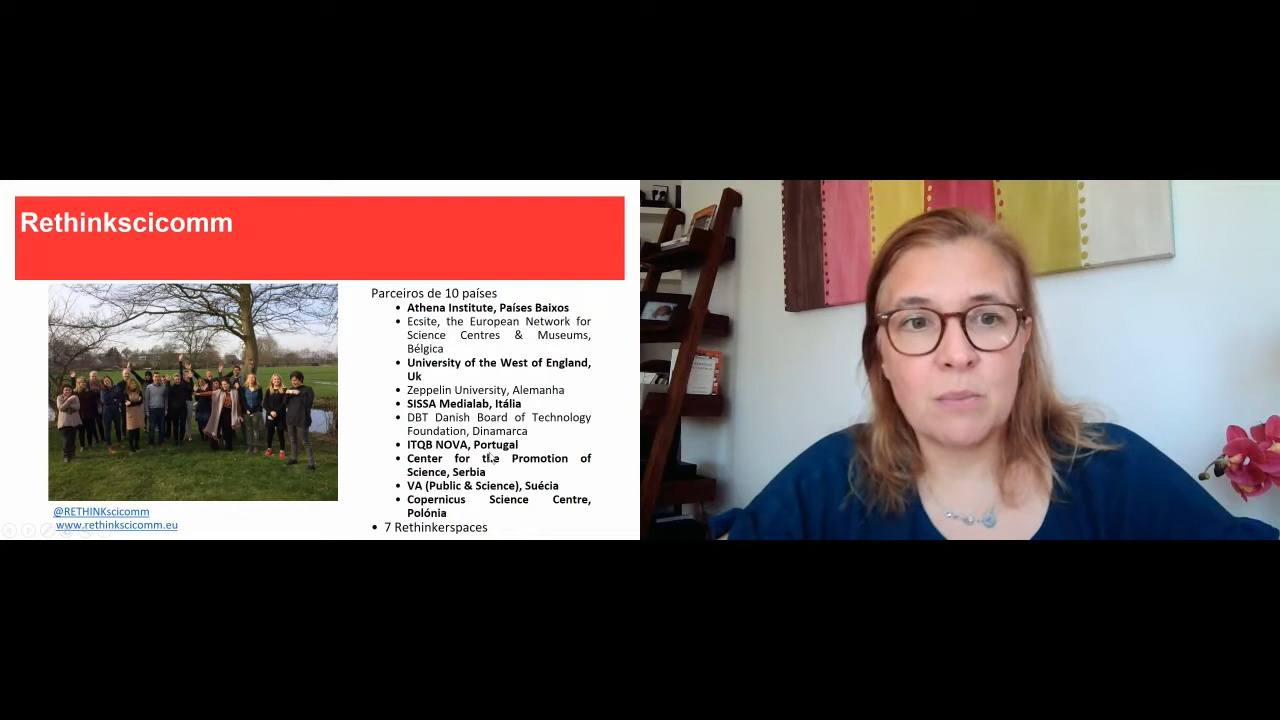 Rethinkscicomm
Parceiros de 10 países
• Athena Institute, Países Baixos
• Ecsite, the European Network for
Science Centres & Museums,
Bélgica
• University of the West of England,
Uk
• Zeppelin University, Alemanha
• SISSA Medialab, Itália
• DBT Danish Board of Technology
Foundation, Dinamarca
• ITQB NOVA, Portugal
• Center for the Promotion of
Science, Serbia
• VA (Public & Science), Suécia
• Copernicus Science Centre,
Polónia
• 7 Rethinkerspaces
@RETHINKscicomm
www.rethinkscicomm.eu